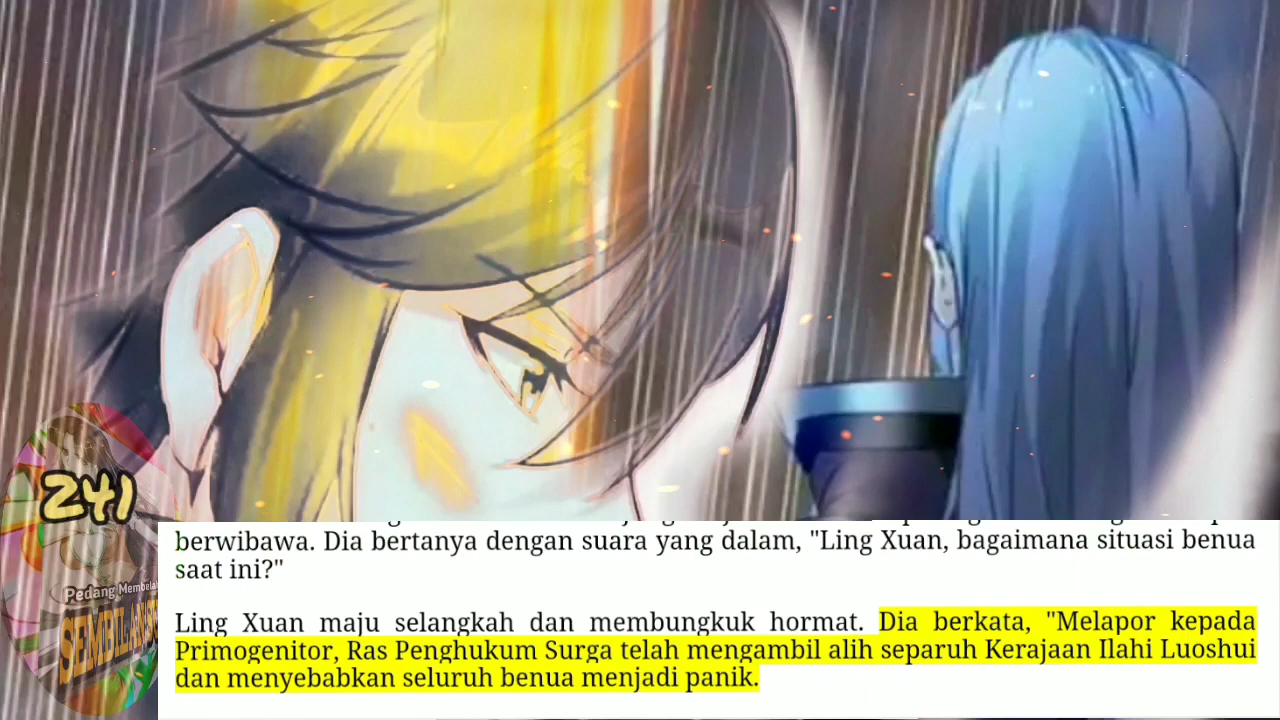 berwibawa. Dia bertanya dengan suara yang dalam, "Ling Xuan, bagaimana situasi benua
saat ini?"
Ling Xuan maju selangkah dan membungkuk hormat. Dia berkata, "Melapor kepada
Primogenitor, Ras Penghukum Surga telah mengambil alih separuh Kerajaan Ilahi Luoshui
dan menyebabkan seluruh benua menjadi panik.
241
Pedang Membelah
SEMBILAN